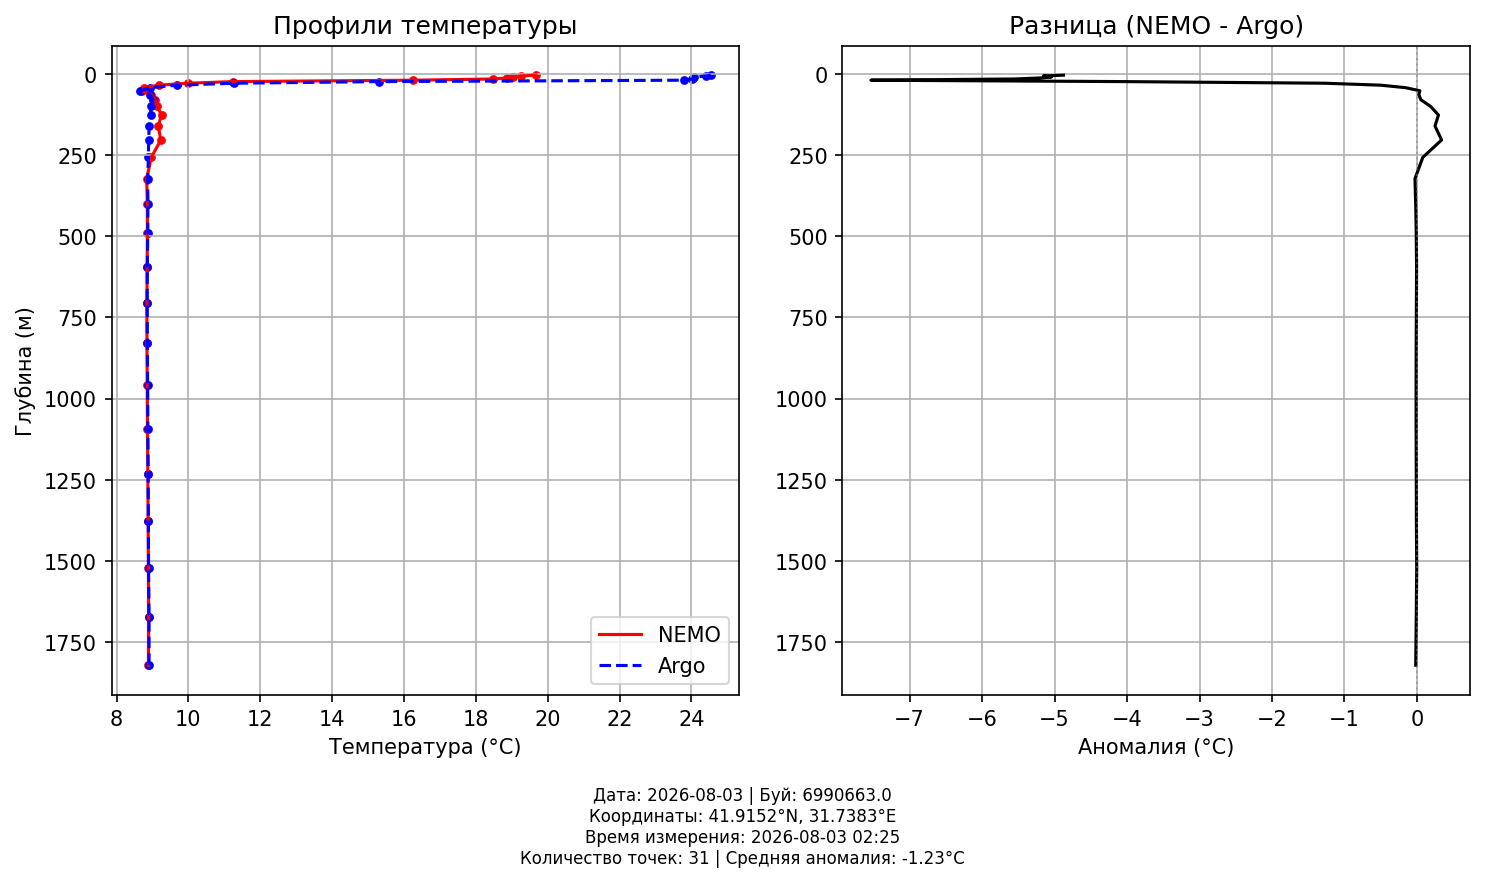 Профили температуры
Разница (NEMO - Argo)
0
250
500
750
1000
1250
1500
1750
Глубина (м)
8 10 12 14 16 18 20 22 24
Температура (°C)
NEMO
Argo
0
250
500
750
1000
1250
1500
1750
−7 −6 −5 −4 −3 −2 −1 0
Аномалия (°C)
Дата: 2026-08-03 | Буй: 6990663.0
Координаты: 41.9152°N, 31.7383°E
Время измерения: 2026-08-03 02:25
Количество точек: 31 | Средняя аномалия: -1.23°C